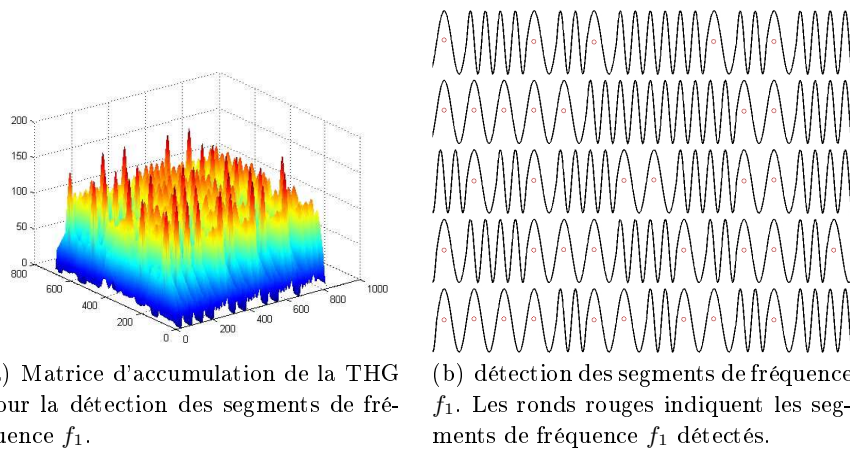 200
150
100
50
0
800
600
400
200
0
0
200
400
600
800
1000
) Matrice d'accumulation de la THG
our la détection des segments de fré-
uence f₁.
(b) détection des segments de fréquence
f₁. Les ronds rouges indiquent les seg-
ments de fréquence f₁ détectés.